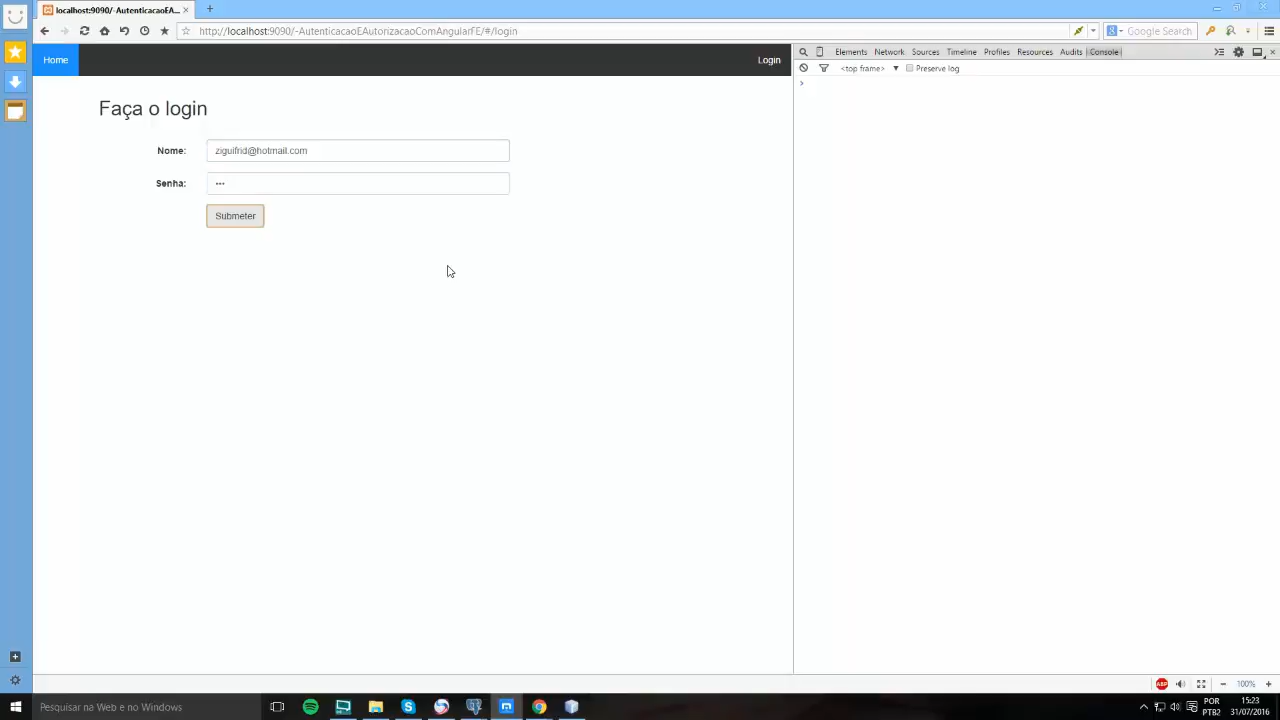 localhost:9090/-AutenticacaoEA...
http://localhost:9090/-AutenticacaoEAutorizacaoComAngularFE/#/login
Google Search
Home
Login
Elements Network Sources Timeline Profiles Resources Audits Console
<top frame> Preserve log
Faça o login
Nome: ziguifrid@hotmail.com
Senha: •••
Submeter
ABP
100%
Pesquisar na Web e no Windows
POR
PTB2
15:23
31/07/2016